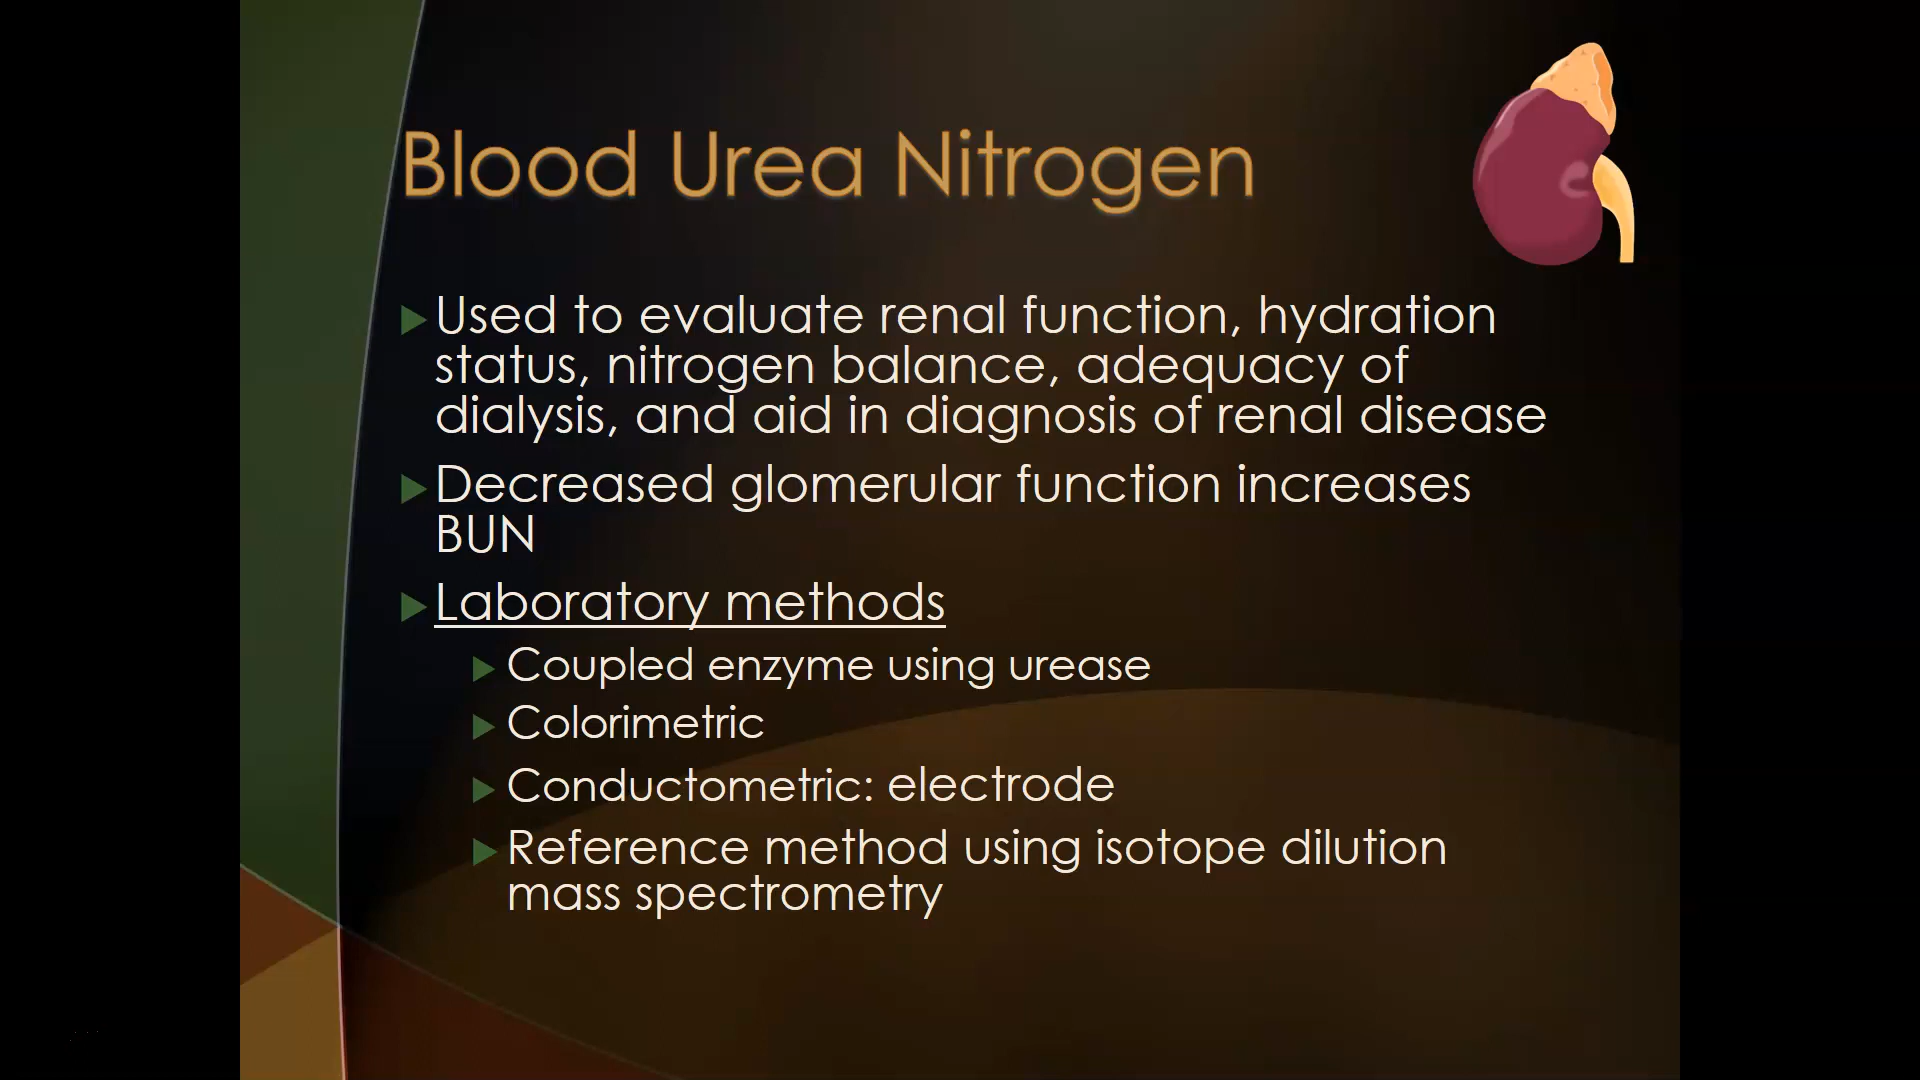 Blood Urea Nitrogen
Used to evaluate renal function, hydration
status, nitrogen balance, adequacy of
dialysis, and aid in diagnosis of renal disease
Decreased glomerular function increases
BUN
Laboratory methods
Coupled enzyme using urease
Colorimetric
Conductometric: electrode
Reference method using isotope dilution
mass spectrometry